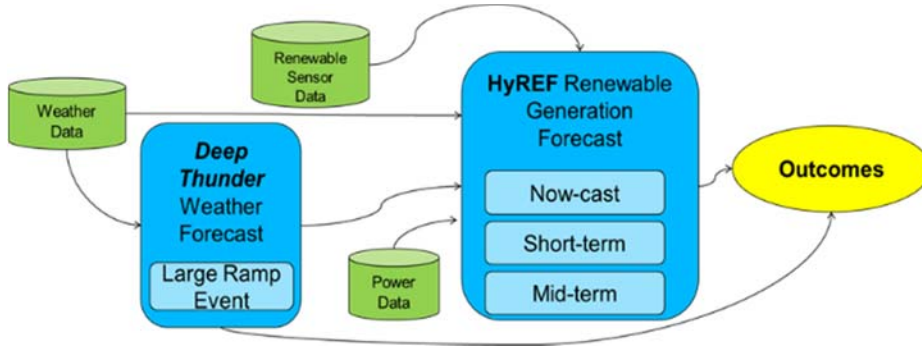 Renewable
Sensor
Data
Weather
Data
Deep
Thunder
Weather
Forecast
Large Ramp
Event
Power
Data
HyREF Renewable
Generation
Forecast
Now-cast
Short-term
Mid-term
Outcomes